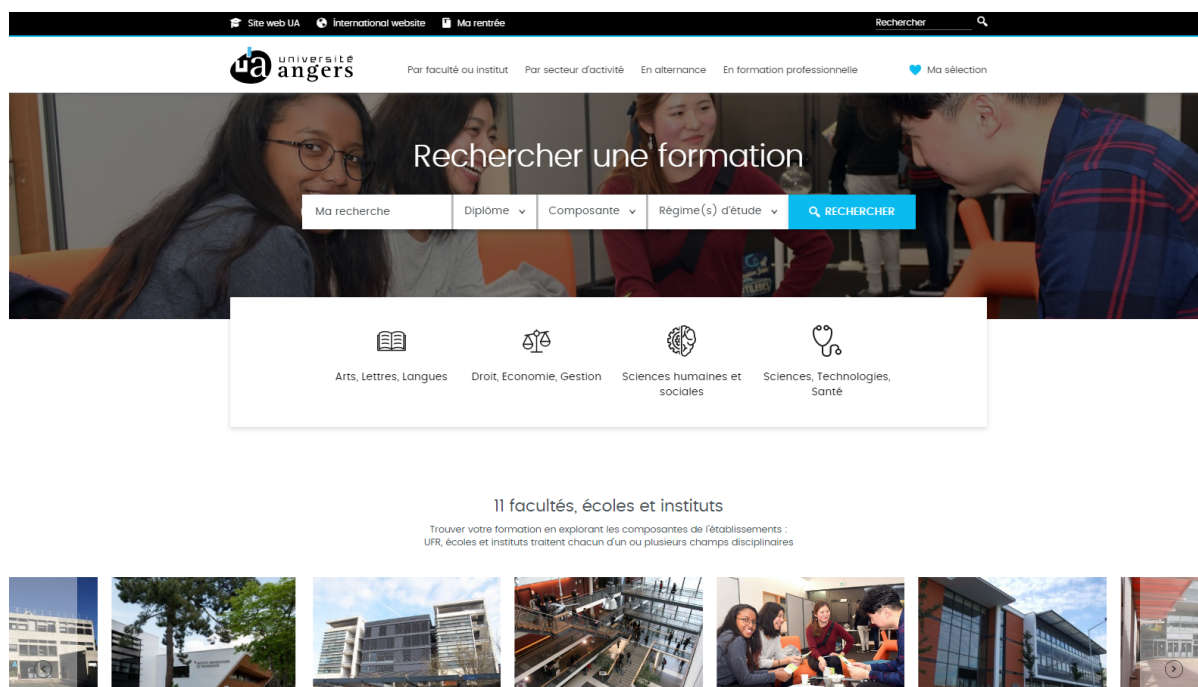 Site web UA International website Ma rentrée Rechercher
université
angers
Par faculté ou institut Par secteur d'activité En alternance En formation professionnelle Ma sélection
Rechercher une formation
Ma recherche Diplôme Composante Régime(s) d'étude RECHERCHER
Arts, Lettres, Langues
Droit, Economie, Gestion
Sciences humaines et
sociales
Sciences, Technologies,
Santé
11 facultés, écoles et instituts
Trouver votre formation en explorant les composantes de l'établissements :
UFR, écoles et instituts traitent chacun d'un ou plusieurs champs disciplinaires